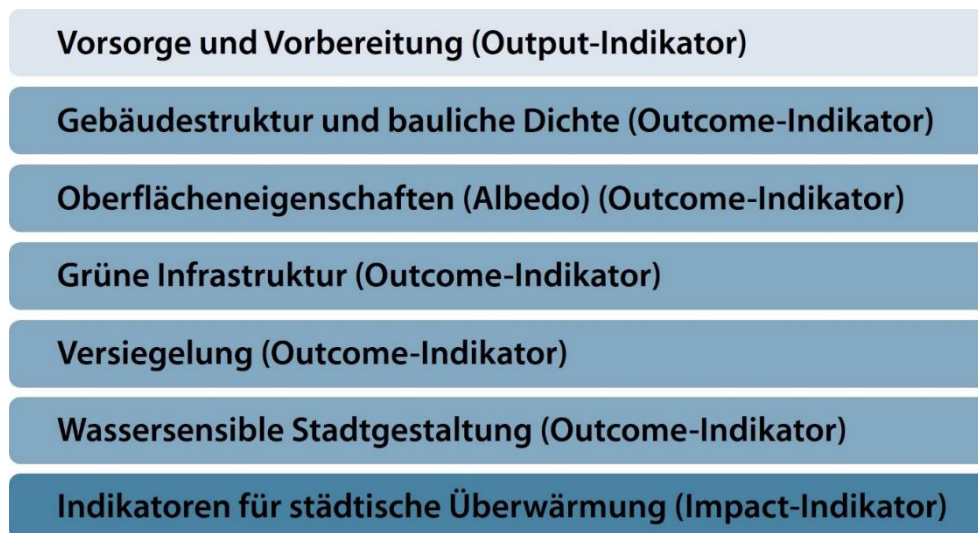 Vorsorge und Vorbereitung (Output-Indikator)
Gebäudestruktur und bauliche Dichte (Outcome-Indikator)
Oberflächeneigenschaften (Albedo) (Outcome-Indikator)
Grüne Infrastruktur (Outcome-Indikator)
Versiegelung (Outcome-Indikator)
Wassersensible Stadtgestaltung (Outcome-Indikator)
Indikatoren für städtische Überwärmung (Impact-Indikator)